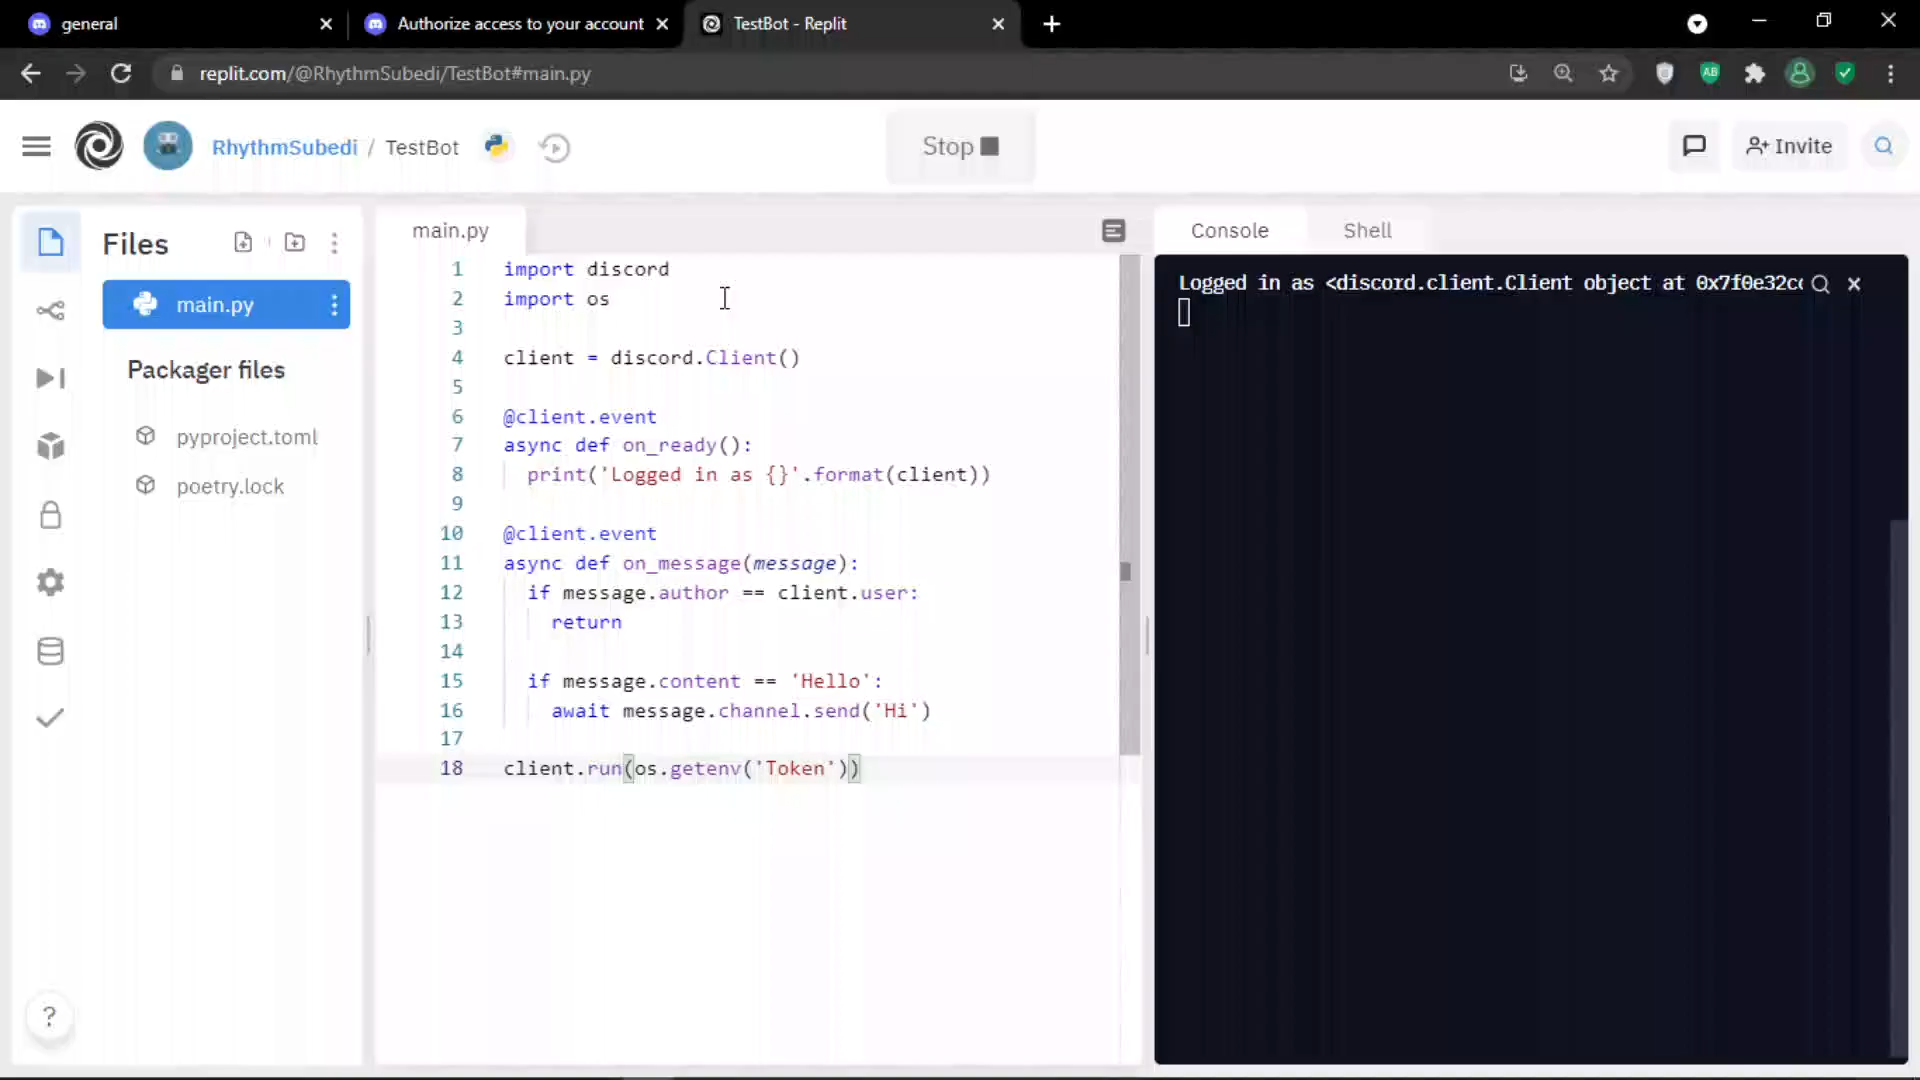 general
Authorize access to your account
TestBot - Replit
replit.com/@RhythmSubedi/TestBot#main.py
AB
RhythmSubedi / TestBot
Stop
Invite
Files
main.py
Packager files
pyproject.toml
poetry.lock
?
main.py
1 import discord
2 import os
3
4 client = discord.Client()
5
6 @client.event
7 async def on_ready():
8 print('Logged in as {}'.format(client))
9
10 @client.event
11 async def on_message(message):
12 if message.author == client.user:
13 return
14
15 if message.content == 'Hello':
16 await message.channel.send('Hi')
17
18 client.run(os.getenv('Token'))
Console
Shell
Logged in as <discord.client.Client object at